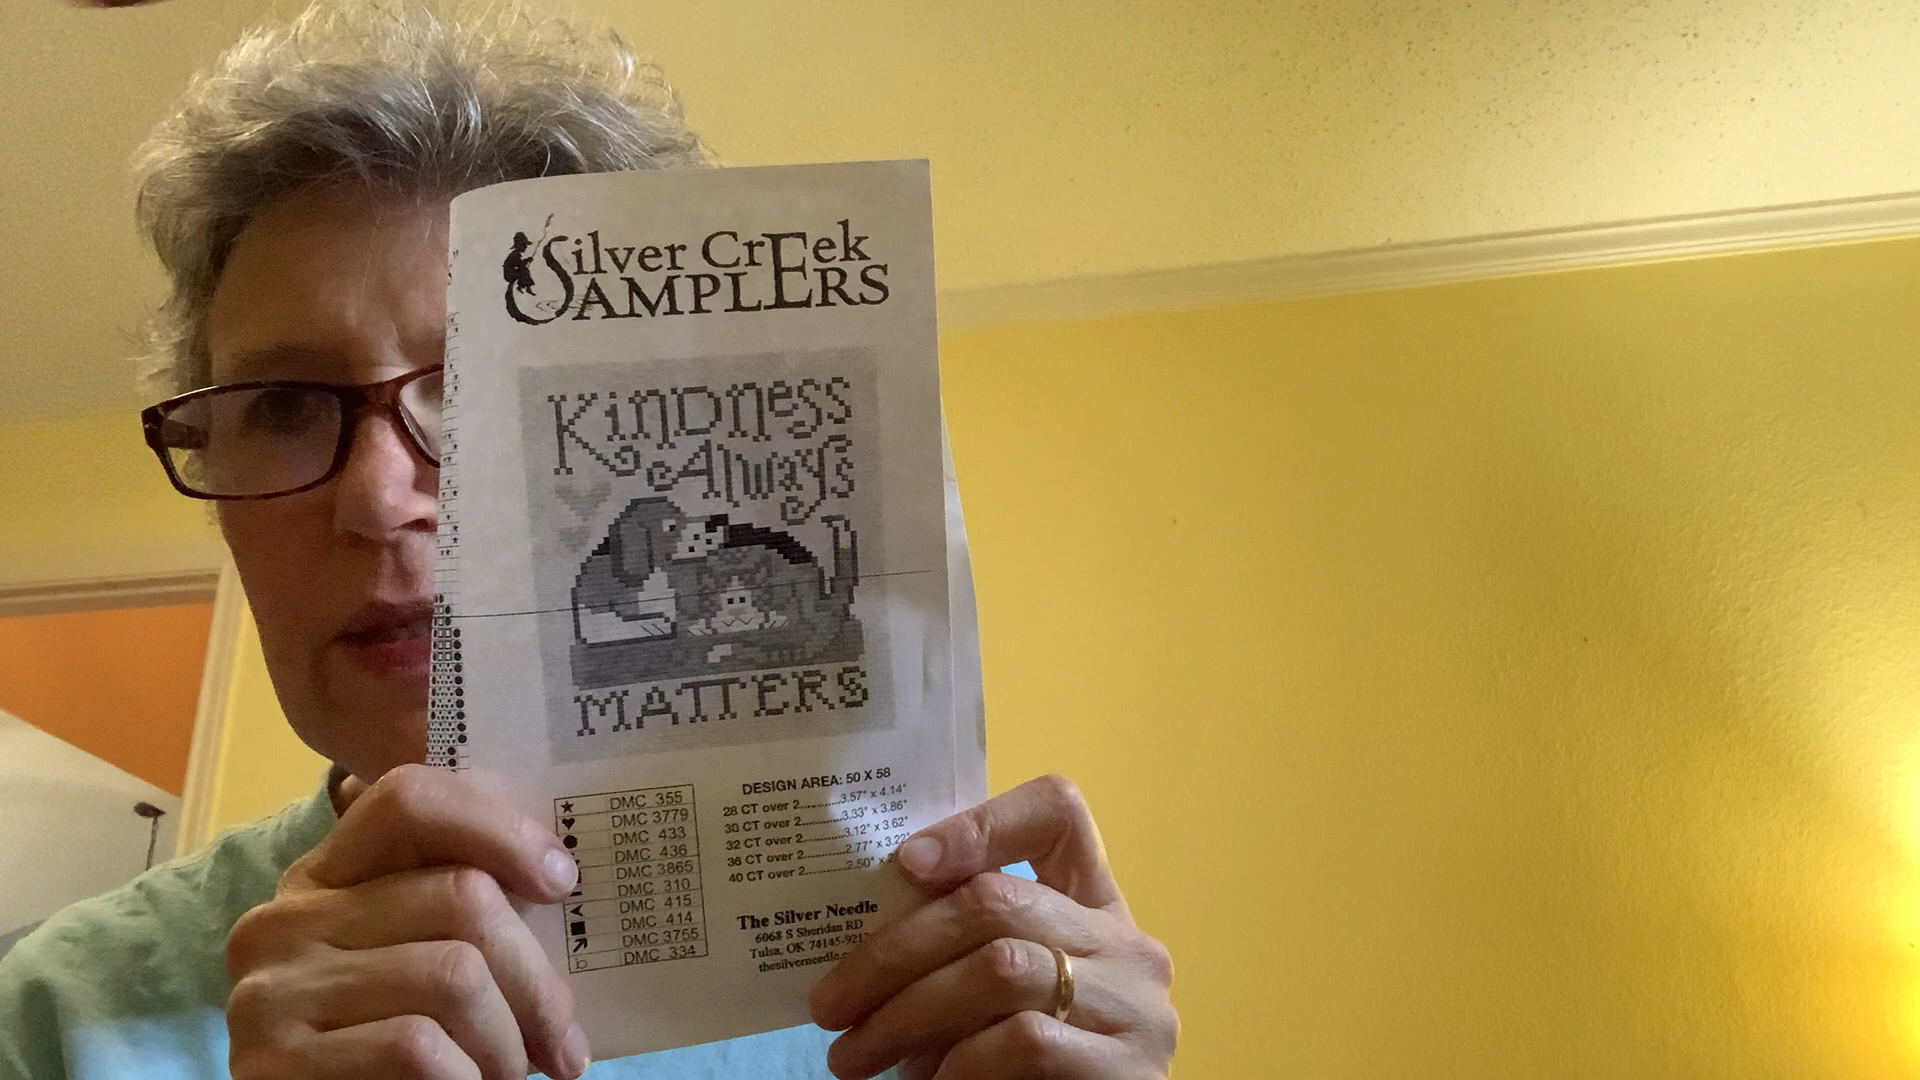 Silver CrEek
SAMPLERS
Kindness
Always
MATTERS
DMC 355
DMC 3779
DMC 433
DMC 436
DMC 3865
DMC 310
DMC 415
DMC 414
DMC 3755
DMC 334
DESIGN AREA: 50 X 58
28 CT over 2............3.57" x 4.14"
30 CT over 2............3.33" x 3.86"
32 CT over 2............3.12" x 3.62"
36 CT over 2............2.77" x 3.22"
40 CT over 2............2.50" x
The Silver Needle
6068 S Sheridan RD
Tulsa, OK 74145-921
thesilverneedle.c